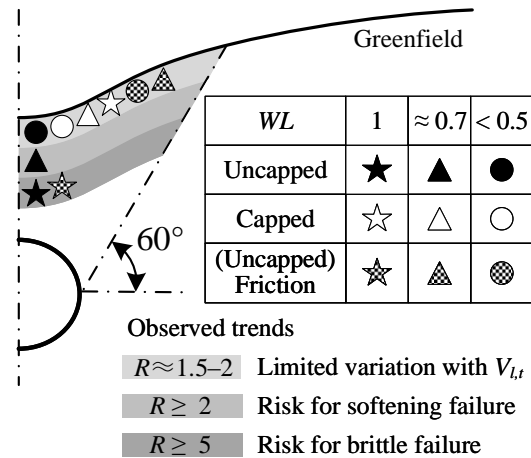 Greenfield
WL 1 ≈ 0.7 < 0.5
Uncapped
Capped
(Uncapped)
Friction
60°
Observed trends
R≈1.5–2 Limited variation with V_{l,t}
R ≥ 2 Risk for softening failure
R ≥ 5 Risk for brittle failure